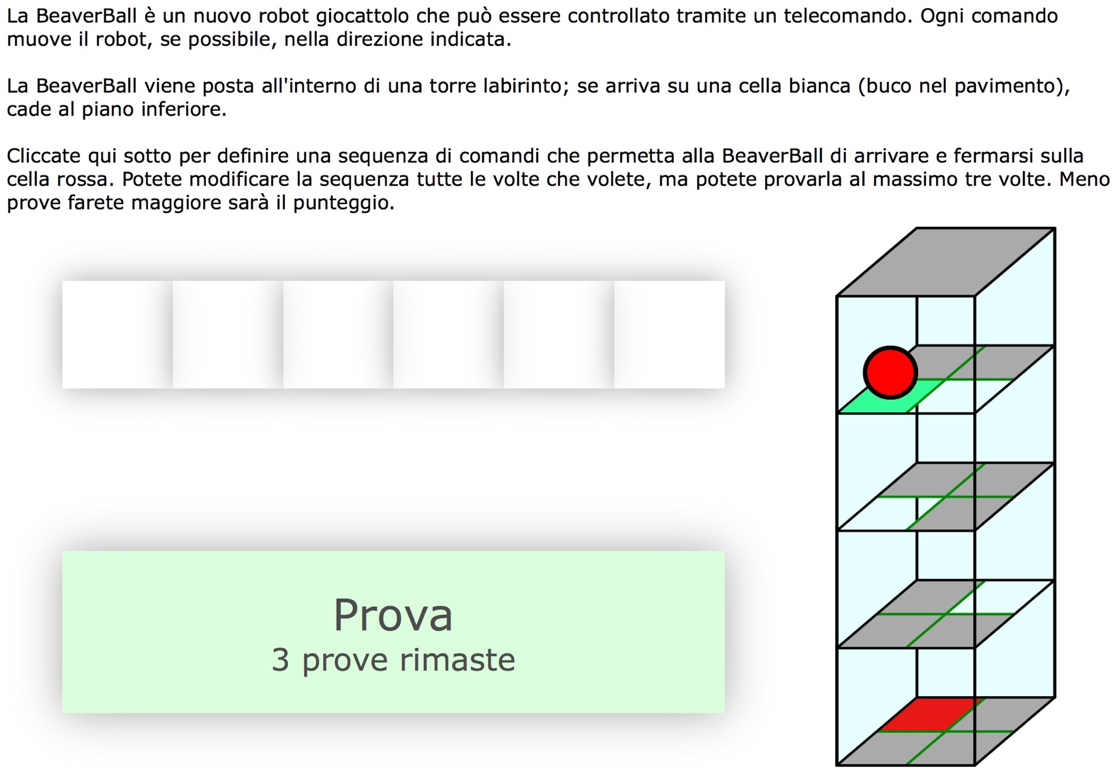 La BeaverBall è un nuovo robot giocattolo che può essere controllato tramite un telecomando. Ogni comando
muove il robot, se possibile, nella direzione indicata.
La BeaverBall viene posta all'interno di una torre labirinto; se arriva su una cella bianca (buco nel pavimento),
cade al piano inferiore.
Cliccate qui sotto per definire una sequenza di comandi che permetta alla BeaverBall di arrivare e fermarsi sulla
cella rossa. Potete modificare la sequenza tutte le volte che volete, ma potete provarla al massimo tre volte. Meno
prove farete maggiore sarà il punteggio.
Prova
3 prove rimaste